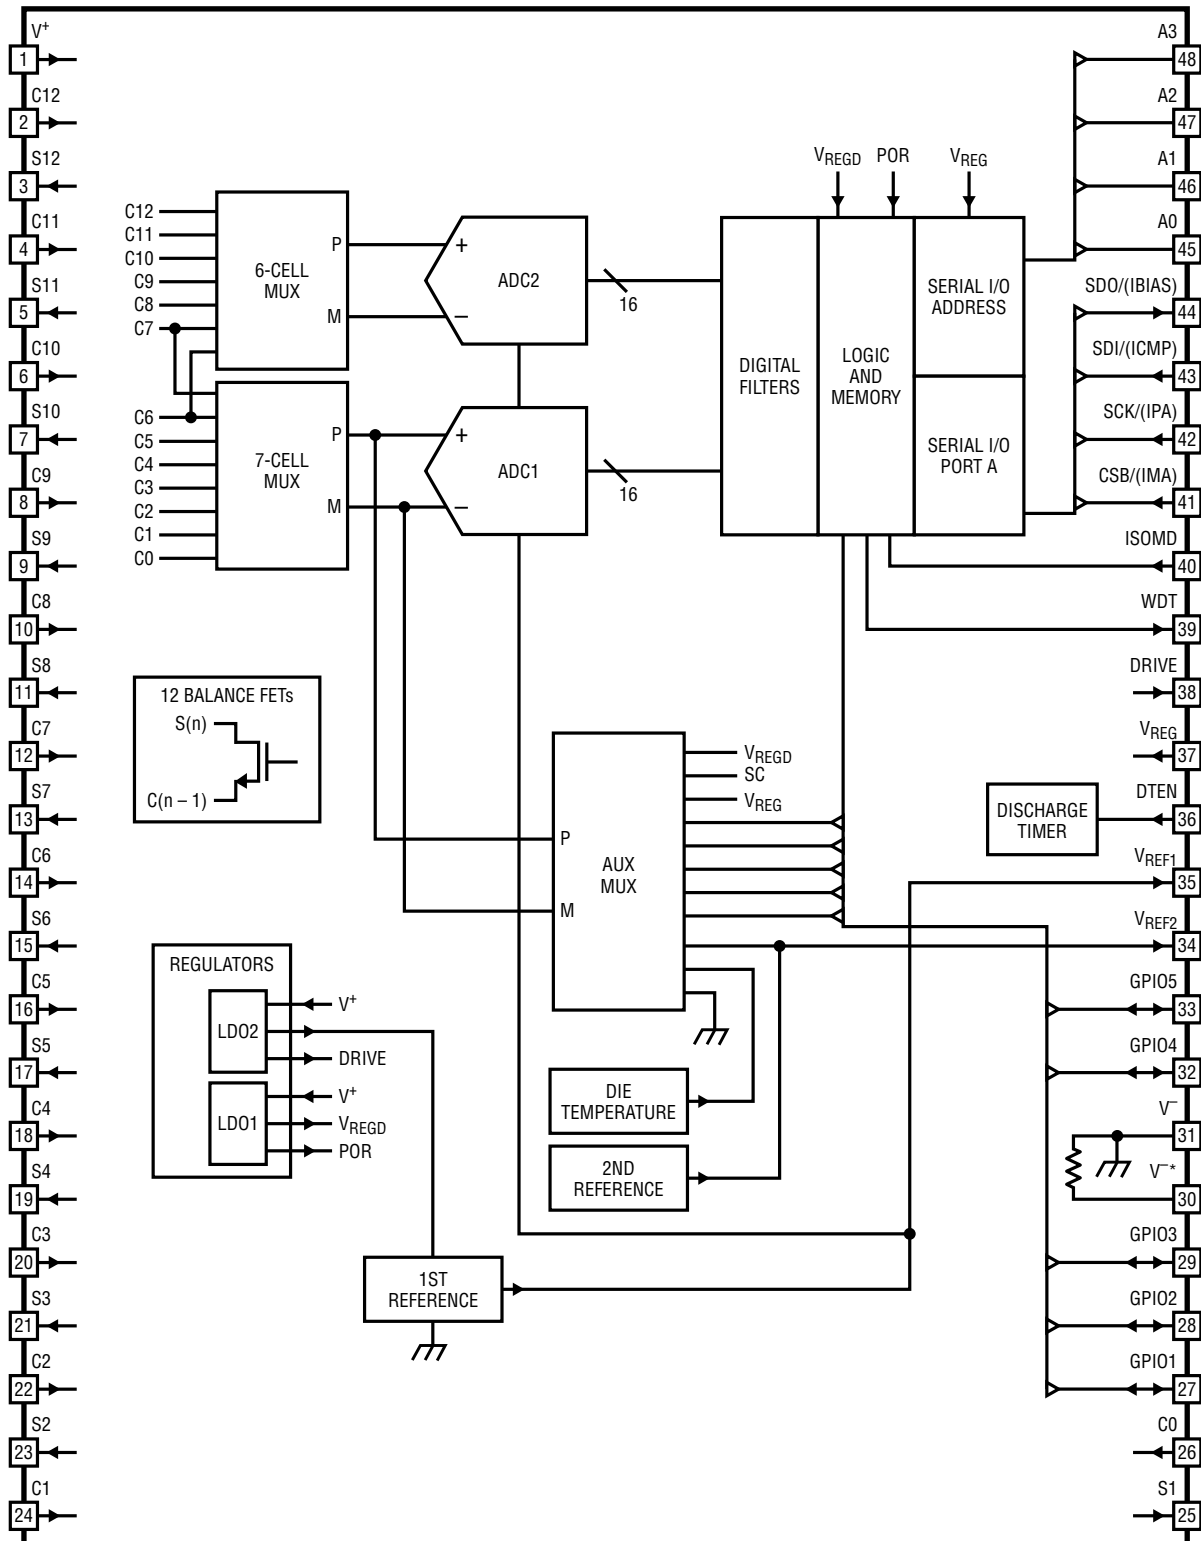 V+
1
C12
2
S12
3
C11
4
S11
5
C10
6
S10
7
C9
8
S9
9
C8
10
S8
11
C7
12
S7
13
C6
14
S6
15
C5
16
S5
17
C4
18
S4
19
C3
20
S3
21
C2
22
S2
23
C1
24
C12
C11
C10
C9
C8
C7
C6
C5
C4
C3
C2
C1
C0
6-CELL
MUX
P
M
7-CELL
MUX
P
M
+
−
ADC2
16
+
−
ADC1
16
VREGD
POR
VREG
DIGITAL
FILTERS
LOGIC
AND
MEMORY
SERIAL I/O
ADDRESS
SERIAL I/O
PORT A
12 BALANCE FETs
S(n)
C(n – 1)
P
M
AUX
MUX
VREGD
SC
VREG
DISCHARGE
TIMER
REGULATORS
LDO2
V+
DRIVE
LDO1
V+
VREGD
POR
DIE
TEMPERATURE
2ND
REFERENCE
1ST
REFERENCE
A3
48
A2
47
A1
46
A0
45
SDO/(IBIAS)
44
SDI/(ICMP)
43
SCK/(IPA)
42
CSB/(IMA)
41
ISOMD
40
WDT
39
DRIVE
38
VREG
37
DTEN
36
VREF1
35
VREF2
34
GPIO5
33
GPIO4
32
V−
31
V−*
30
GPIO3
29
GPIO2
28
GPIO1
27
C0
26
S1
25